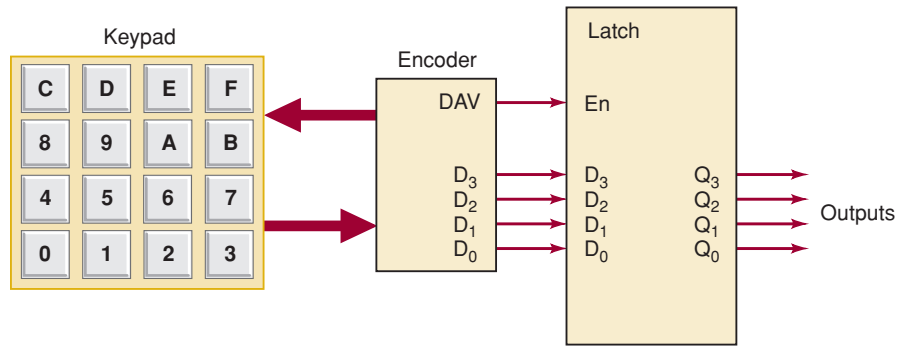 Keypad
C D E F
8 9 A B
4 5 6 7
0 1 2 3
Encoder
DAV
D3
D2
D1
D0
Latch
En
D3
D2
D1
D0
Q3
Q2
Q1
Q0
Outputs